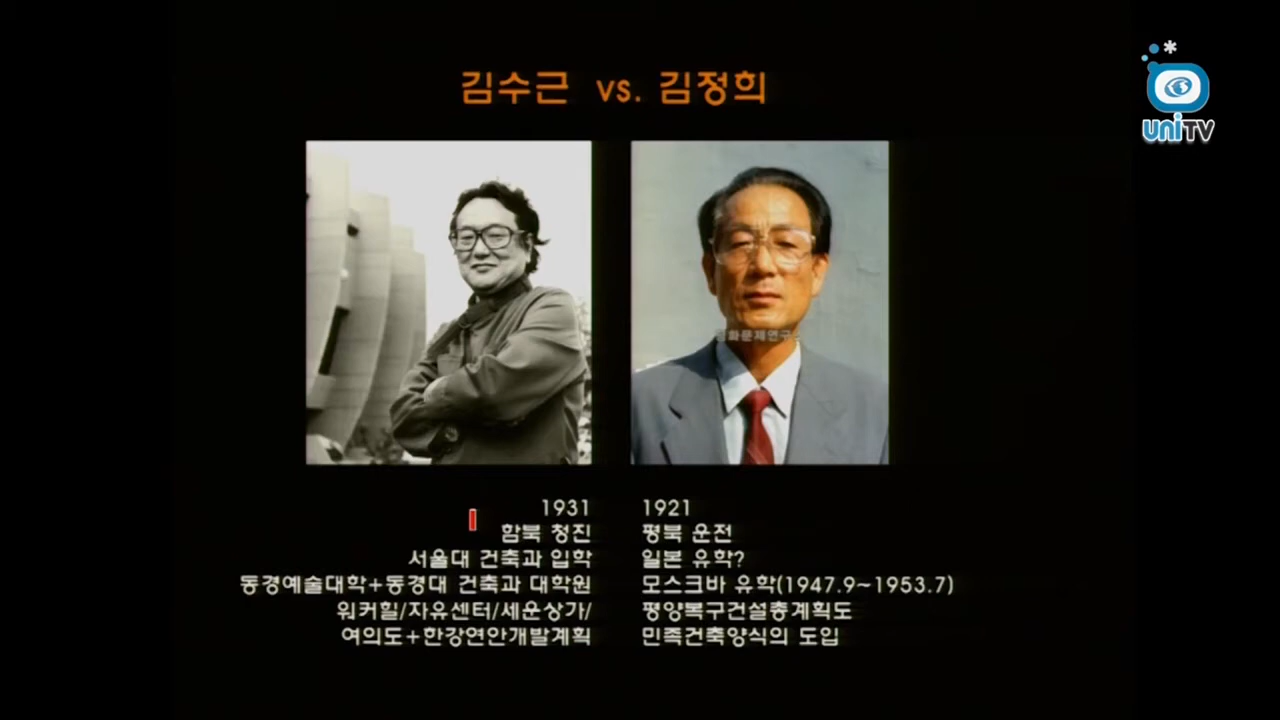 김수근 vs. 김정희
uniTV
1931
함북 청진
서울대 건축과 입학
동경예술대학+동경대 건축과 대학원
워커힐/자유센터/세운상가/
여의도+한강연안개발계획
1921
평북 운전
일본 유학?
모스크바 유학(1947.9~1953.7)
평양복구건설총계획도
민족건축양식의 도입